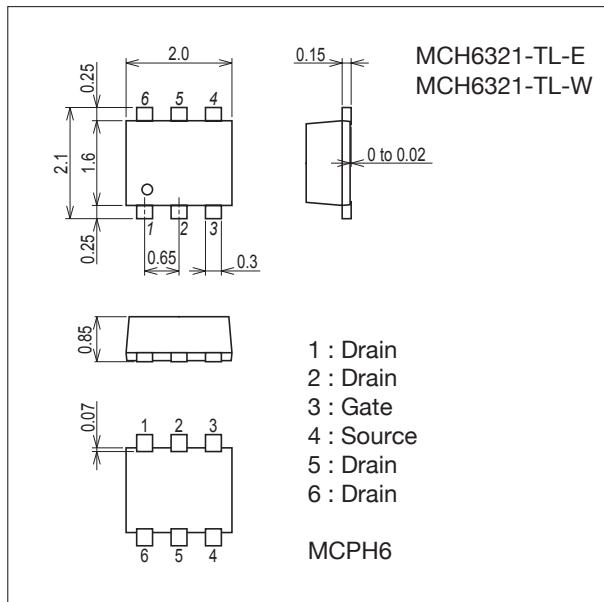 MCH6321-TL-E
MCH6321-TL-W
0.25
2.0
0.15
6 5 4
2.1
1.6
0 to 0.02
1 2 3
0.25
0.65
0.3
0.85
1 : Drain
2 : Drain
3 : Gate
4 : Source
5 : Drain
6 : Drain
0.07
1 2 3
6 5 4
MCPH6